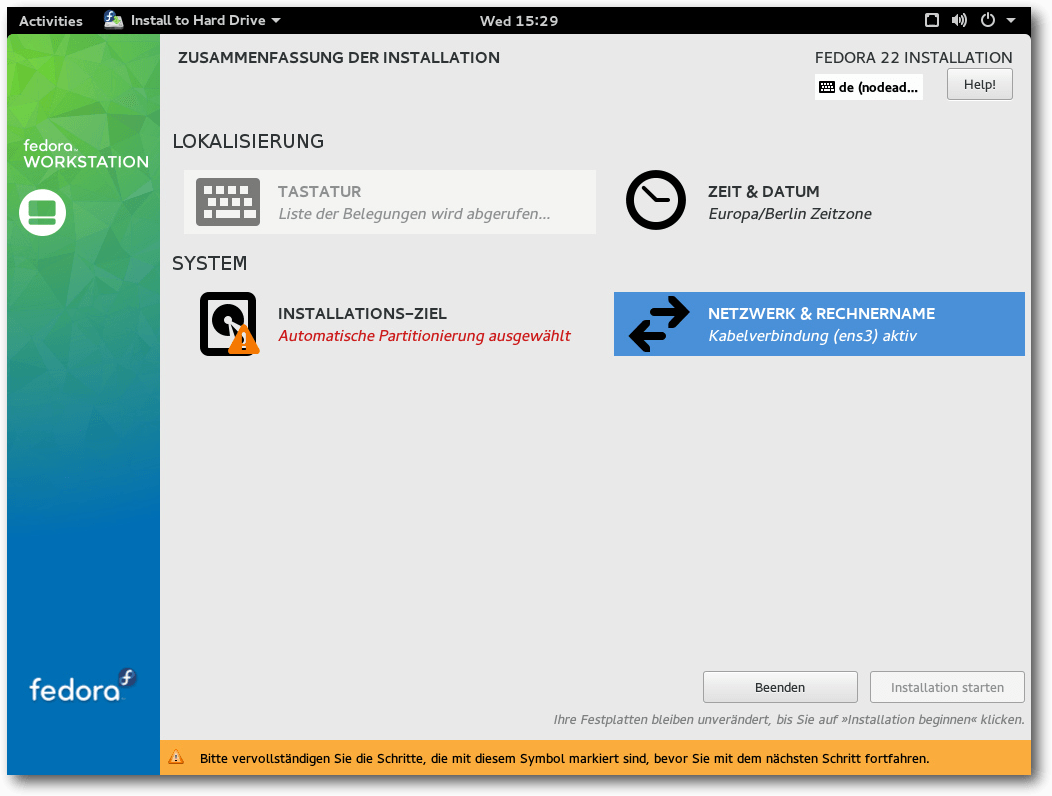 Activities
Install to Hard Drive
Wed 15:29
fedora
WORKSTATION
ZUSAMMENFASSUNG DER INSTALLATION
FEDORA 22 INSTALLATION
de (nodead...
Help!
LOKALISIERUNG
TASTATUR
Liste der Belegungen wird abgerufen...
ZEIT & DATUM
Europa/Berlin Zeitzone
SYSTEM
INSTALLATIONS-ZIEL
Automatische Partitionierung ausgewählt
NETZWERK & RECHNERNAME
Kabelverbindung (ens3) aktiv
fedora
Beenden
Installation starten
Ihre Festplatten bleiben unverändert, bis Sie auf »Installation beginnen« klicken.
Bitte vervollständigen Sie die Schritte, die mit diesem Symbol markiert sind, bevor Sie mit dem nächsten Schritt fortfahren.